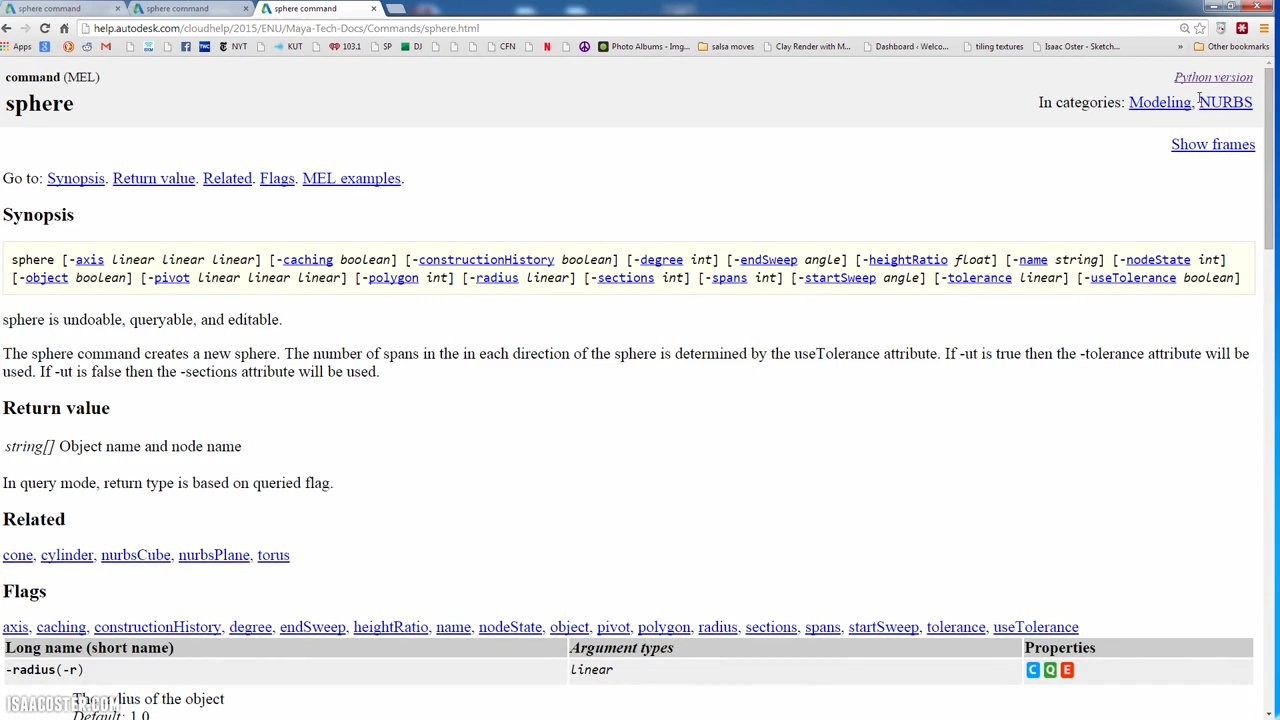 sphere command
sphere command
sphere command
help.autodesk.com/cloudhelp/2015/ENU/Maya-Tech-Docs/Commands/sphere.html
Apps NYT KUT 103.1 SP DJ CFN Photo Albums - Img... salsa moves Clay Render with M... Dashboard ‹ Welco... tiling textures Isaac Oster - Sketch... » Other bookmarks
command (MEL)
Python version
sphere
In categories: Modeling, NURBS
Show frames
Go to: Synopsis. Return value. Related. Flags. MEL examples.
Synopsis
sphere [-axis linear linear linear] [-caching boolean] [-constructionHistory boolean] [-degree int] [-endSweep angle] [-heightRatio float] [-name string] [-nodeState int]
[-object boolean] [-pivot linear linear linear] [-polygon int] [-radius linear] [-sections int] [-spans int] [-startSweep angle] [-tolerance linear] [-useTolerance boolean]
sphere is undoable, queryable, and editable.
The sphere command creates a new sphere. The number of spans in the in each direction of the sphere is determined by the useTolerance attribute. If -ut is true then the -tolerance attribute will be
used. If -ut is false then the -sections attribute will be used.
Return value
string[] Object name and node name
In query mode, return type is based on queried flag.
Related
cone, cylinder, nurbsCube, nurbsPlane, torus
Flags
axis, caching, constructionHistory, degree, endSweep, heightRatio, name, nodeState, object, pivot, polygon, radius, sections, spans, startSweep, tolerance, useTolerance
Long name (short name) Argument types Properties
-radius(-r) linear C Q E
The radius of the object
Default: 1.0
ISAACOSTER.COM